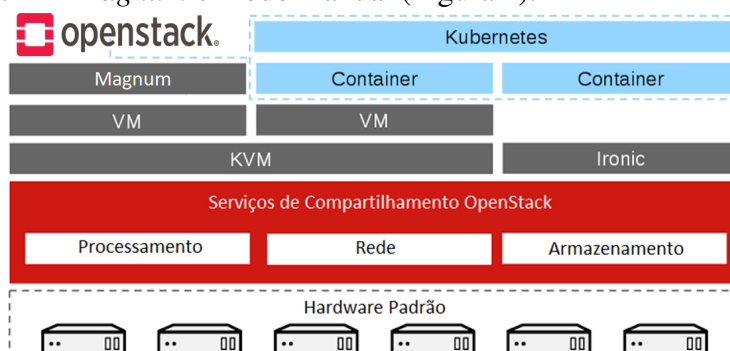 openstack.
Kubernetes
Magnum
Container
Container
VM
VM
KVM
Ironic
Serviços de Compartilhamento OpenStack
Processamento
Rede
Armazenamento
Hardware Padrão